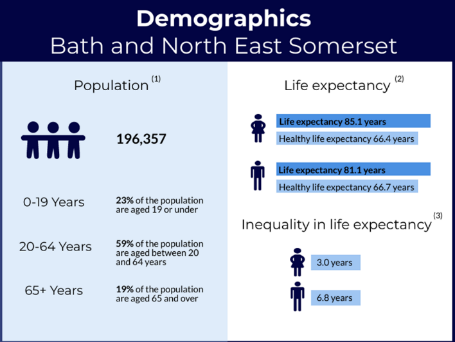 Demographics
Bath and North East Somerset
Population (1)
196,357
0-19 Years
23% of the population
are aged 19 or under
20-64 Years
59% of the population
are aged between 20
and 64 years
65+ Years
19% of the population
are aged 65 and over
Life expectancy (2)
Life expectancy 85.1 years
Healthy life expectancy 66.4 years
Life expectancy 81.1 years
Healthy life expectancy 66.7 years
Inequality in life expectancy (3)
3.0 years
6.8 years